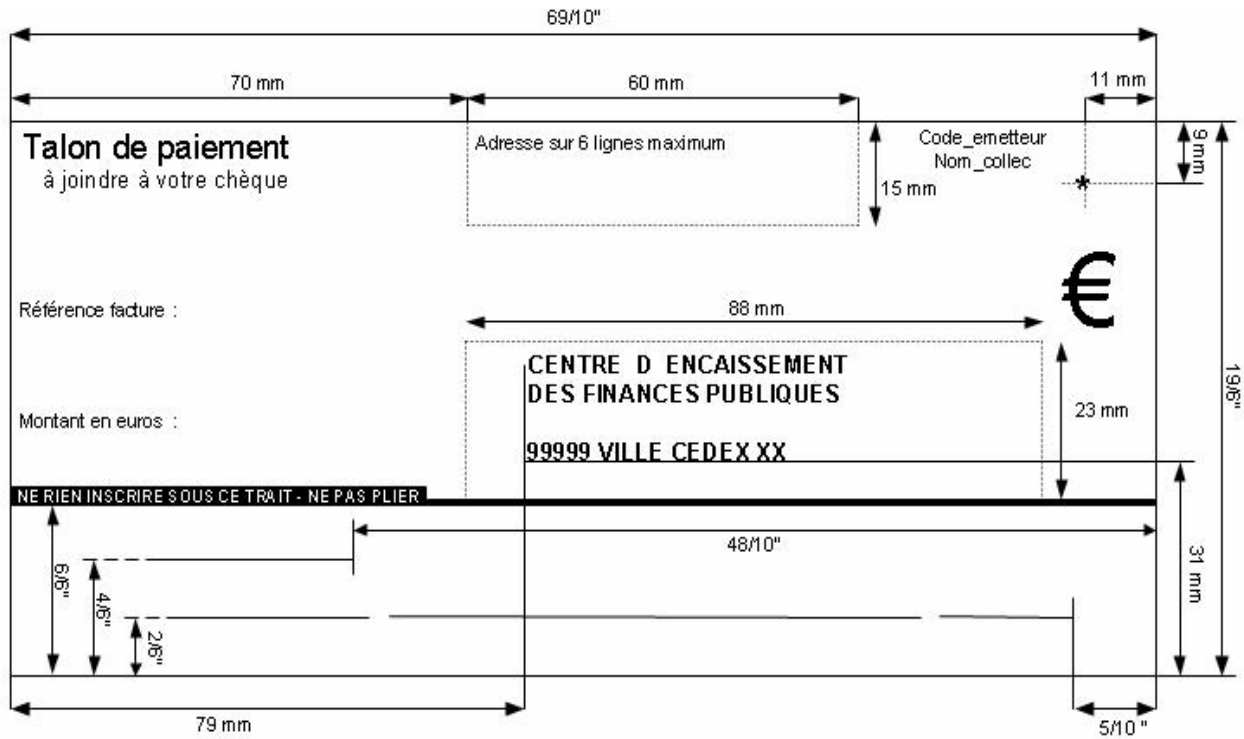 69/10"
70 mm
60 mm
11 mm
Talon de paiement
à joindre à votre chèque
Adresse sur 6 lignes maximum
Code_emetteur
Nom_collec
9 mm
*
15 mm
€
Référence facture :
88 mm
CENTRE D ENCAISSEMENT
DES FINANCES PUBLIQUES
19/6"
23 mm
Montant en euros :
99999 VILLE CEDEX XX
NE RIEN INSCRIRE SOUS CE TRAIT - NE PAS PLIER
48/10"
31 mm
6/6"
4/6"
2/6"
79 mm
5/10 "